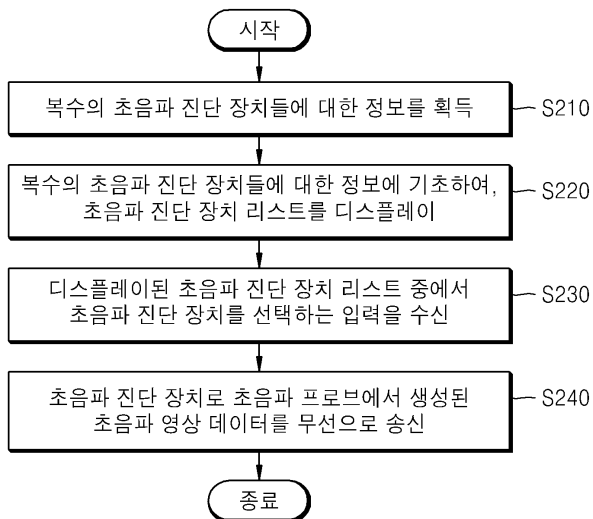 시작
복수의 초음파 진단 장치들에 대한 정보를 획득
S210
복수의 초음파 진단 장치들에 대한 정보에 기초하여,
초음파 진단 장치 리스트를 디스플레이
S220
디스플레이된 초음파 진단 장치 리스트 중에서
초음파 진단 장치를 선택하는 입력을 수신
S230
초음파 진단 장치로 초음파 프로브에서 생성된
초음파 영상 데이터를 무선으로 송신
S240
종료